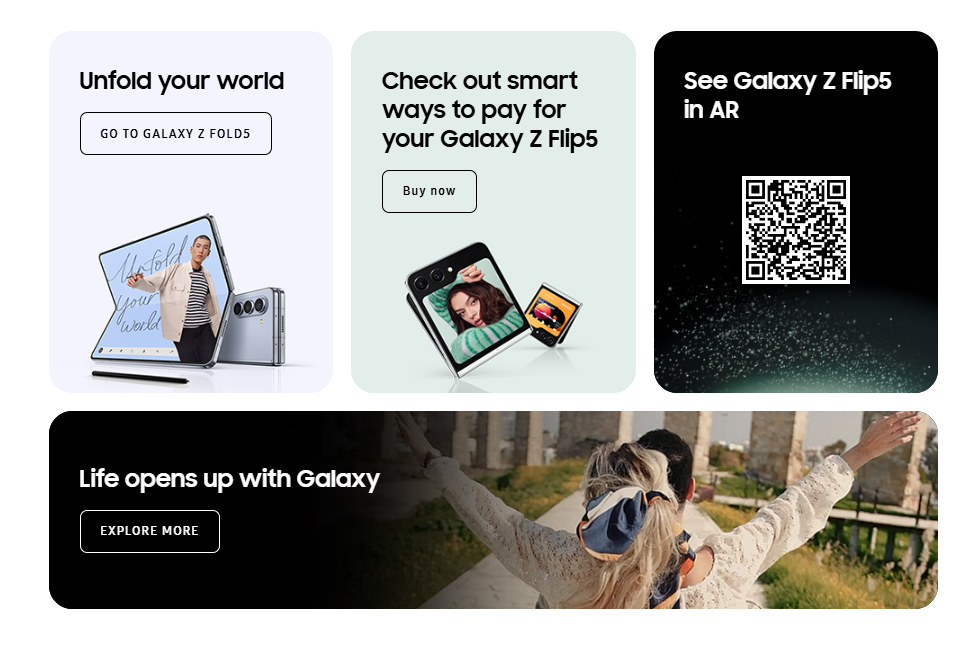 Unfold your world
GO TO GALAXY Z FOLD5
Unfold
your
world
Check out smart
ways to pay for
your Galaxy Z Flip5
Buy now
See Galaxy Z Flip5
in AR
Life opens up with Galaxy
EXPLORE MORE